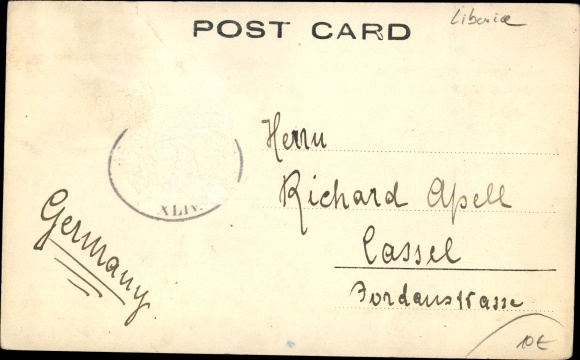 POST CARD
Liberia
Herrn
Richard Apell
Cassel
Jordanstrasse
Germany
XLIV.
10€